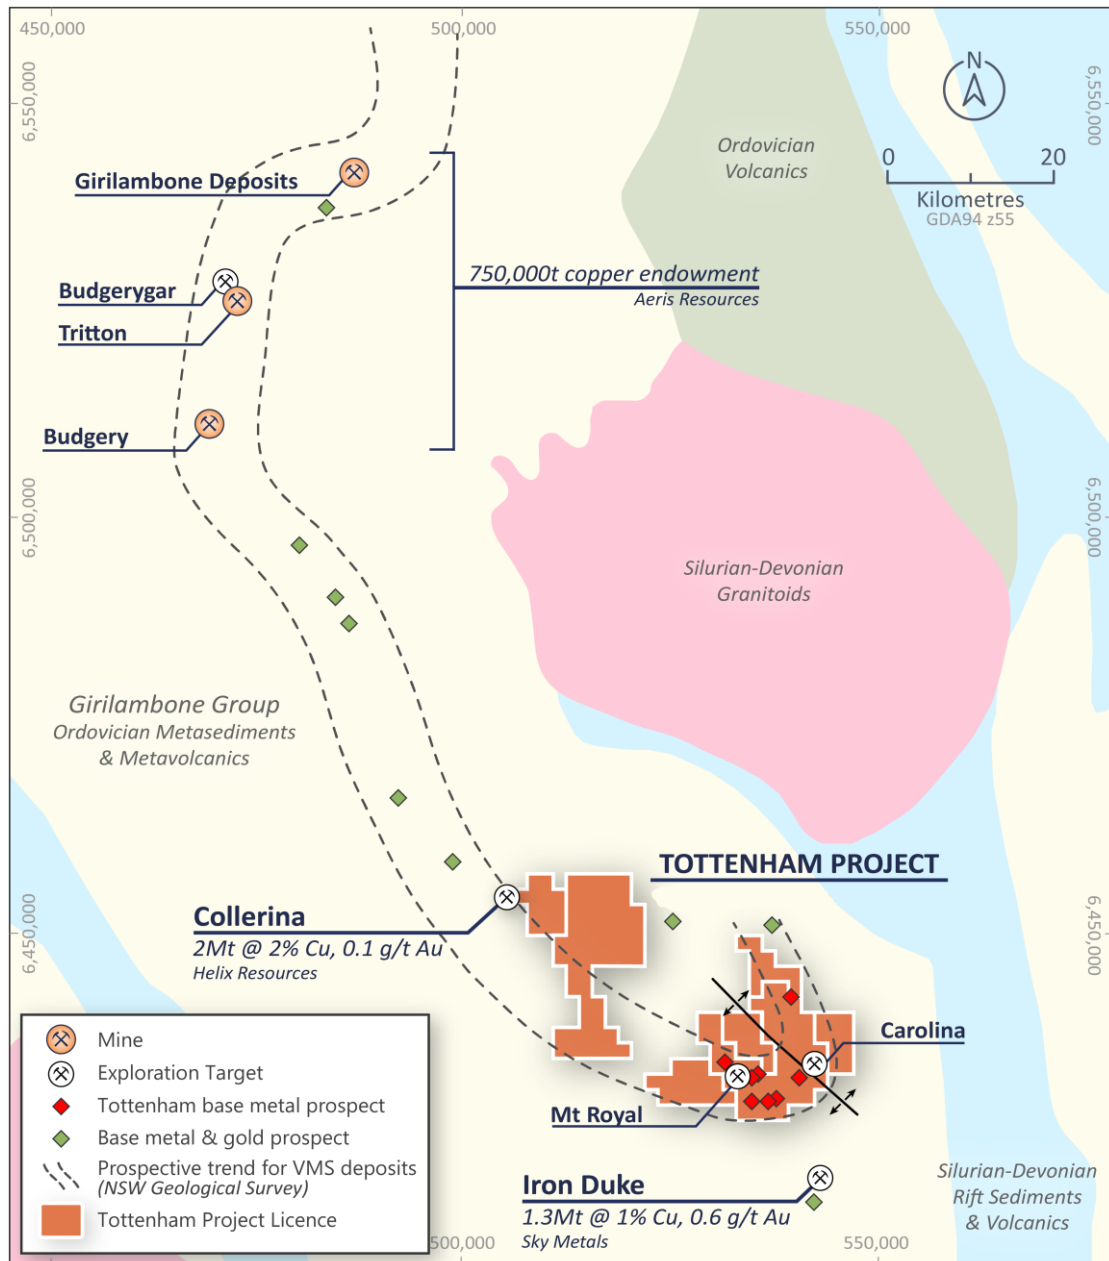 450,000
500,000
550,000
6,550,000
6,550,000
N
0 20
Kilometres
GDA94 z55
Ordovician
Volcanics
Girilambone Deposits
750,000t copper endowment
Aeris Resources
Budgerygar
Tritton
Budgery
6,500,000
6,500,000
Silurian-Devonian
Granitoids
Girilambone Group
Ordovician Metasediments
& Metavolcanics
TOTTENHAM PROJECT
Collerina
2Mt @ 2% Cu, 0.1 g/t Au
Helix Resources
6,450,000
6,450,000
Carolina
Mt Royal
Iron Duke
1.3Mt @ 1% Cu, 0.6 g/t Au
Sky Metals
Silurian-Devonian
Rift Sediments
& Volcanics
Mine
Exploration Target
Tottenham base metal prospect
Base metal & gold prospect
Prospective trend for VMS deposits
(NSW Geological Survey)
Tottenham Project Licence
500,000
550,000